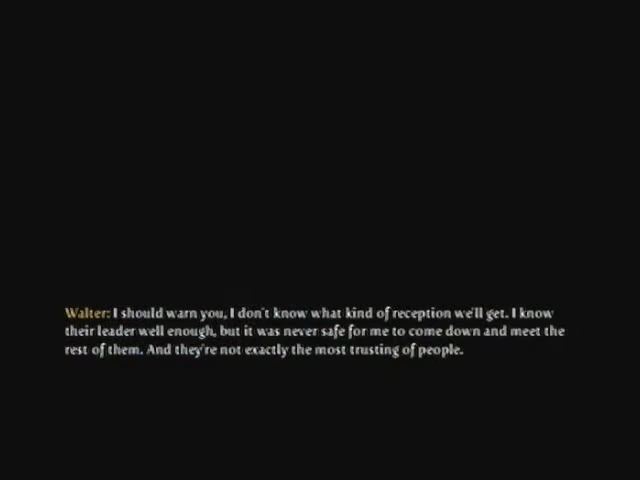 Walter: I should warn you, I don't know what kind of reception we'll get. I know
their leader well enough, but it was never safe for me to come down and meet the
rest of them. And they're not exactly the most trusting of people.